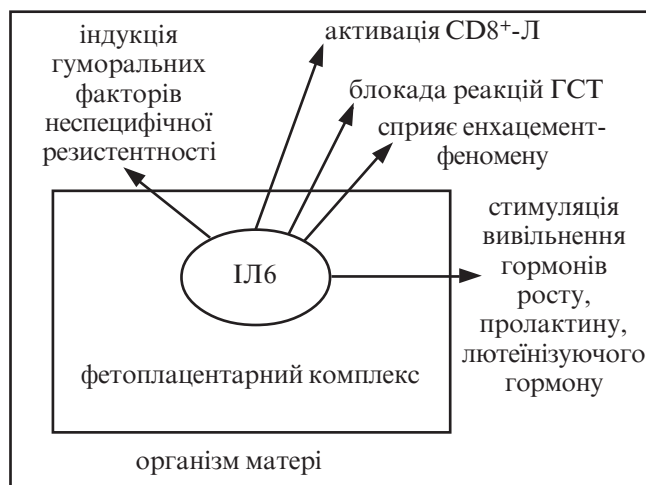 індукція
гуморальних
факторів
неспецифічної
резистентності
активація CD8⁺-Л
блокада реакцій ГСТ
сприяє енхацемент-
феномену
стимуляція
вивільнення
гормонів
росту,
пролактину,
лютеїнізуючого
гормону
ІЛ6
фетоплацентарний комплекс
організм матері